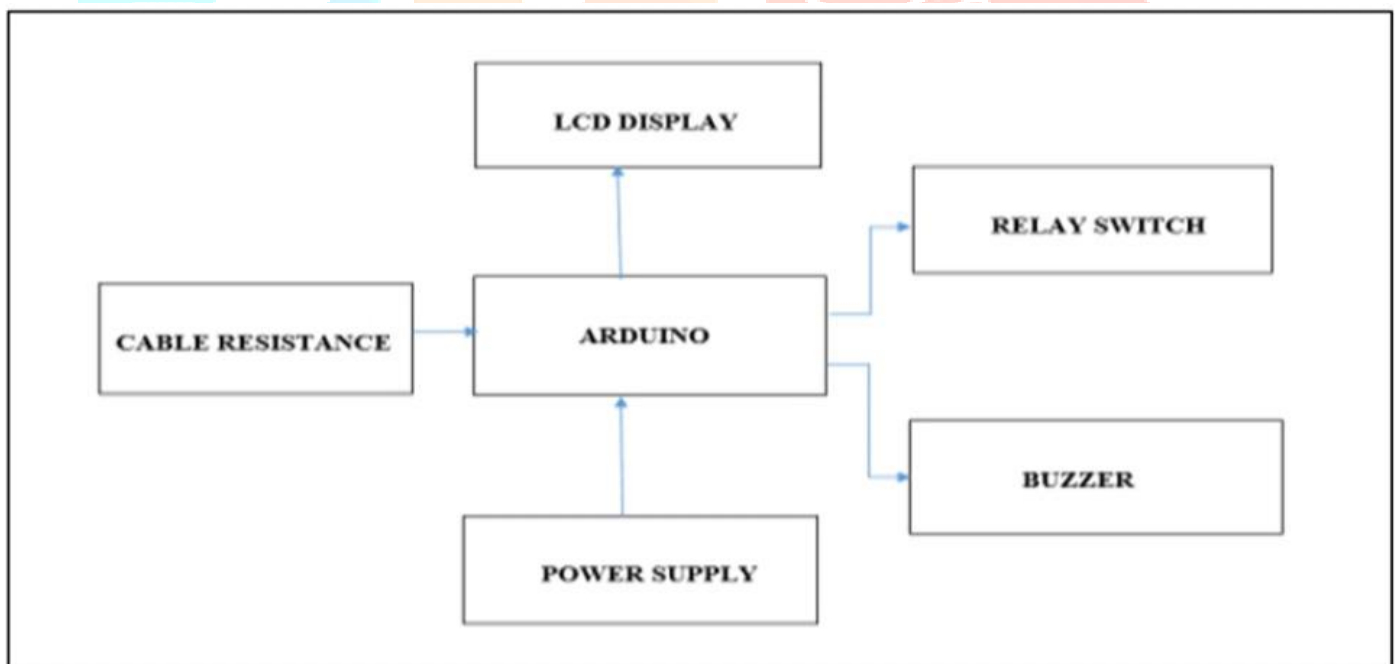 LCD DISPLAY
RELAY SWITCH
CABLE RESISTANCE
ARDUINO
BUZZER
POWER SUPPLY